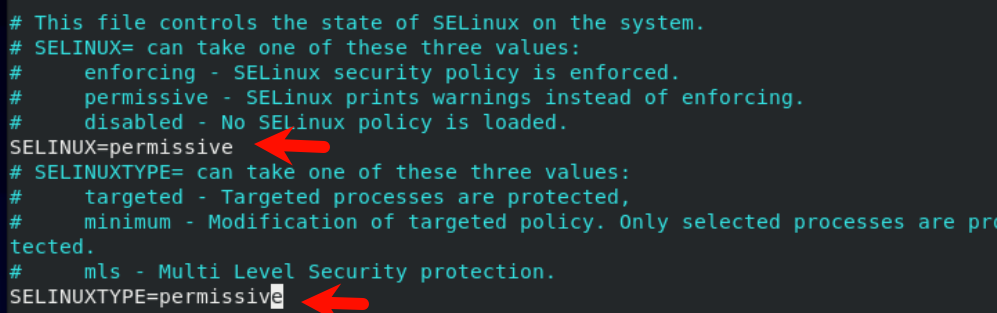 # This file controls the state of SELinux on the system.
# SELINUX= can take one of these three values:
#     enforcing - SELinux security policy is enforced.
#     permissive - SELinux prints warnings instead of enforcing.
#     disabled - No SELinux policy is loaded.
SELINUX=permissive
# SELINUXTYPE= can take one of these three values:
#     targeted - Targeted processes are protected,
#     minimum - Modification of targeted policy. Only selected processes are pro
tected.
#     mls - Multi Level Security protection.
SELINUXTYPE=permissive